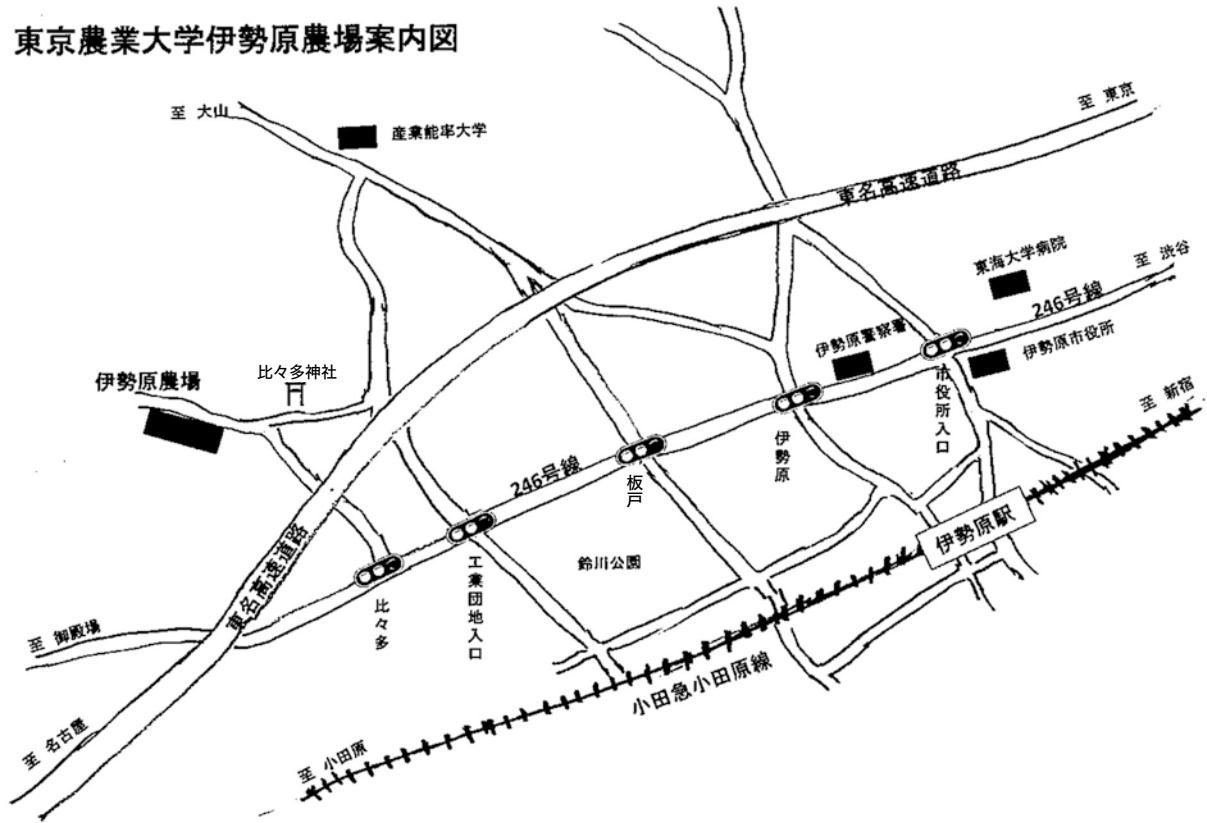 東京農業大学伊勢原農場案内図
至 大山
産業能率大学
至 東京
東名高速道路
東海大学病院
至 渋谷
246号線
伊勢原警察署
伊勢原市役所
市役所入口
伊勢原農場
比々多神社
至 新宿
伊勢原
板戸
246号線
伊勢原駅
鈴川公園
工業団地入口
比々多
東名高速道路
至 御殿場
小田急小田原線
至 名古屋
至 小田原